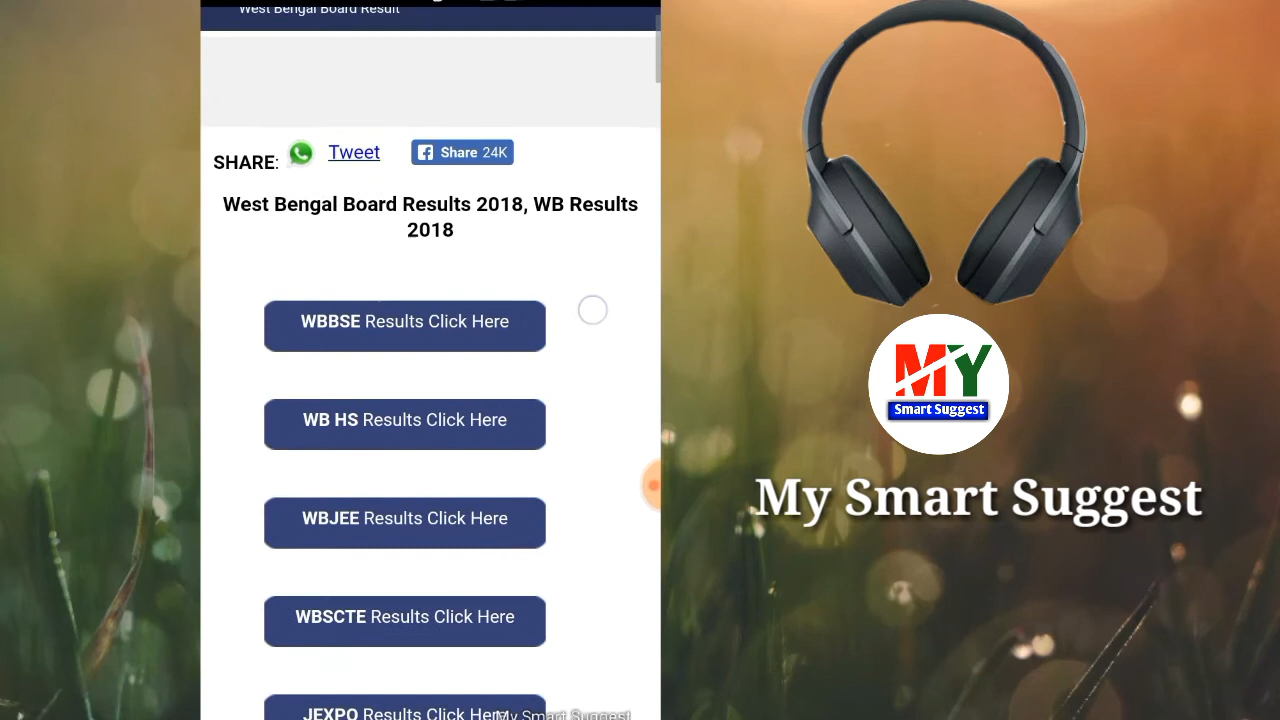 West Bengal Board Result
SHARE:
Tweet
Share 24K
West Bengal Board Results 2018, WB Results
2018
WBBSE Results Click Here
WB HS Results Click Here
WBJEE Results Click Here
WBSCTE Results Click Here
JEXPO Results Click Here
My Smart Suggest
MY
Smart Suggest
My Smart Suggest